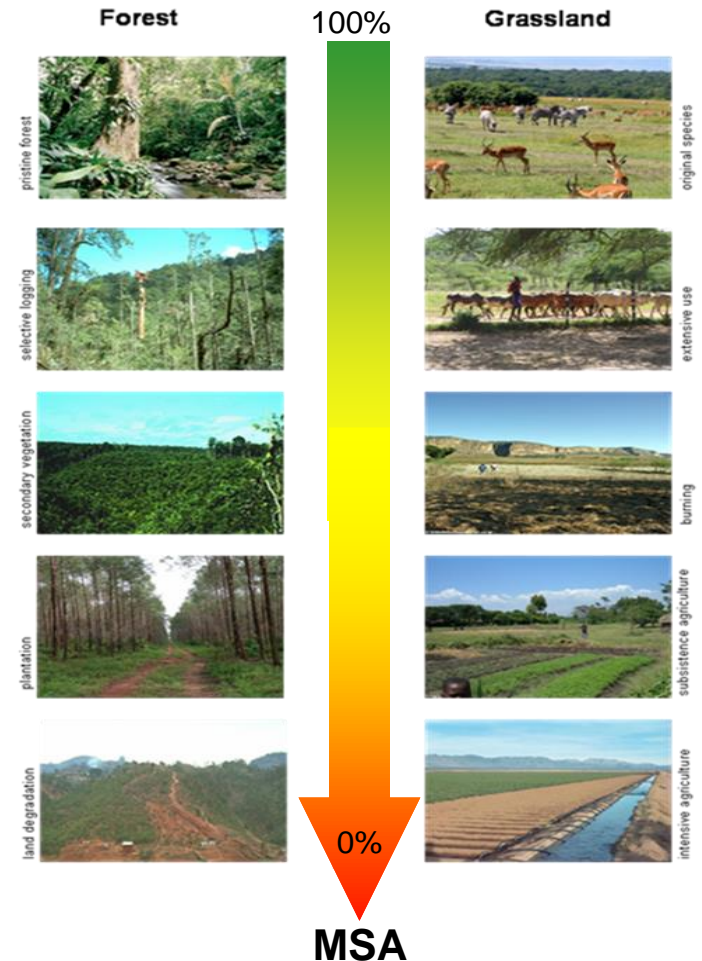 Forest
100%
Grassland
pristine forest
original species
selective logging
extensive use
secondary vegetation
burning
plantation
subsistence agriculture
land degradation
intensive agriculture
0%
MSA